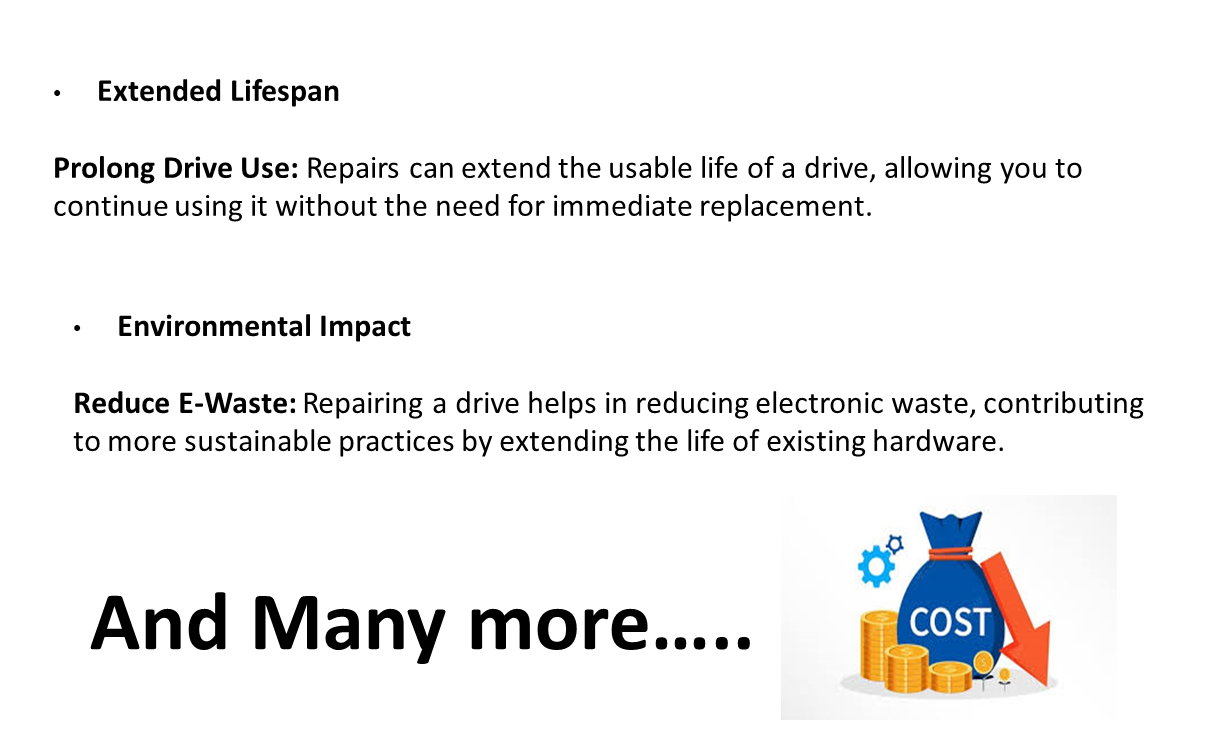 • Extended Lifespan
Prolong Drive Use: Repairs can extend the usable life of a drive, allowing you to
continue using it without the need for immediate replacement.
• Environmental Impact
Reduce E-Waste: Repairing a drive helps in reducing electronic waste, contributing
to more sustainable practices by extending the life of existing hardware.
And Many more.....
COST